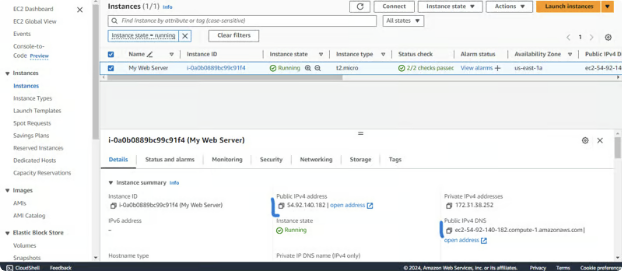 EC2 Dashboard
EC2 Global View
Events
Console-to-
Code Preview
Instances
Instances
Instance Types
Launch Templates
Spot Requests
Savings Plans
Reserved Instances
Dedicated Hosts
Capacity Reservations
Images
AMIs
AMI Catalog
Elastic Block Store
Volumes
Snapshots
Instances (1/1) Info
Connect
Instance state
Actions
Launch instances
Find Instance by attribute or tag (case-sensitive)
All states
Instance state = running
Clear filters
1
Name Instance ID Instance state Instance type Status check Alarm status Availability Zone Public IPv4 D
My Web Server i-0a0b0889bc99c91f4 Running t2.micro 2/2 checks passec View alarms + us-east-1a ec2-54-92-140
i-0a0b0889bc99c91f4 (My Web Server)
Details Status and alarms Monitoring Security Networking Storage Tags
Instance summary Info
Instance ID
i-0a0b0889bc99c91f4 (My Web Server)
Public IPv4 address
54.92.140.182 | open address
Private IPv4 addresses
172.31.58.252
IPv6 address
–
Instance state
Running
Public IPv4 DNS
ec2-54-92-140-182.compute-1.amazonaws.com |
open address
Hostname type
Private IP DNS name (IPv4 only)
CloudShell Feedback © 2024, Amazon Web Services, Inc. or its affiliates. Privacy Terms Cookie preferences